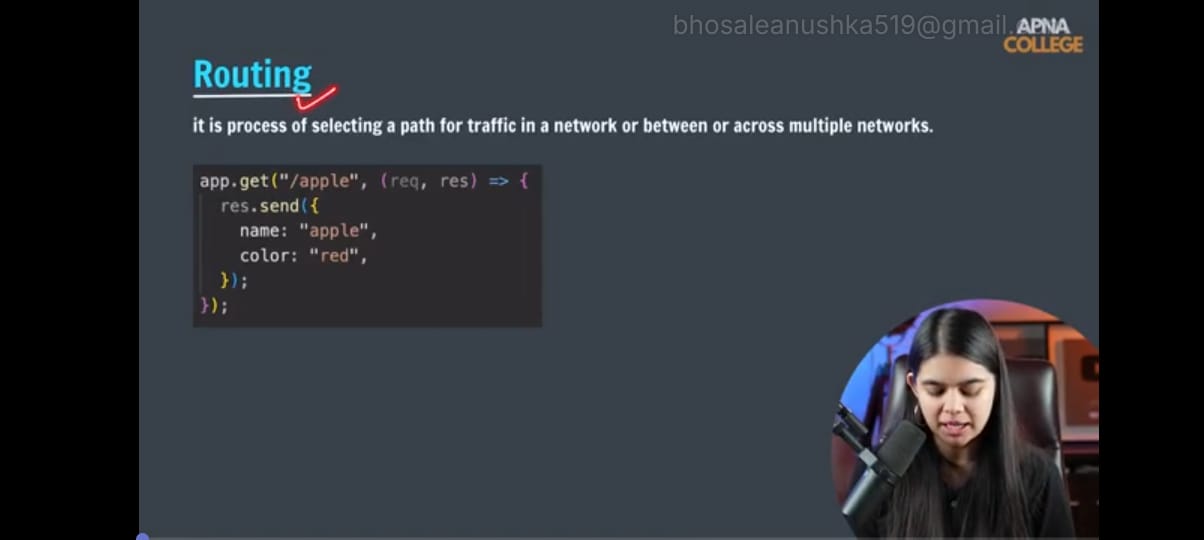 bhosaleanushka519@gmail.
APNA
COLLEGE
Routing
it is process of selecting a path for traffic in a network or between or across multiple networks.
app.get("/apple", (req, res) => {
  res.send({
    name: "apple",
    color: "red",
  });
});